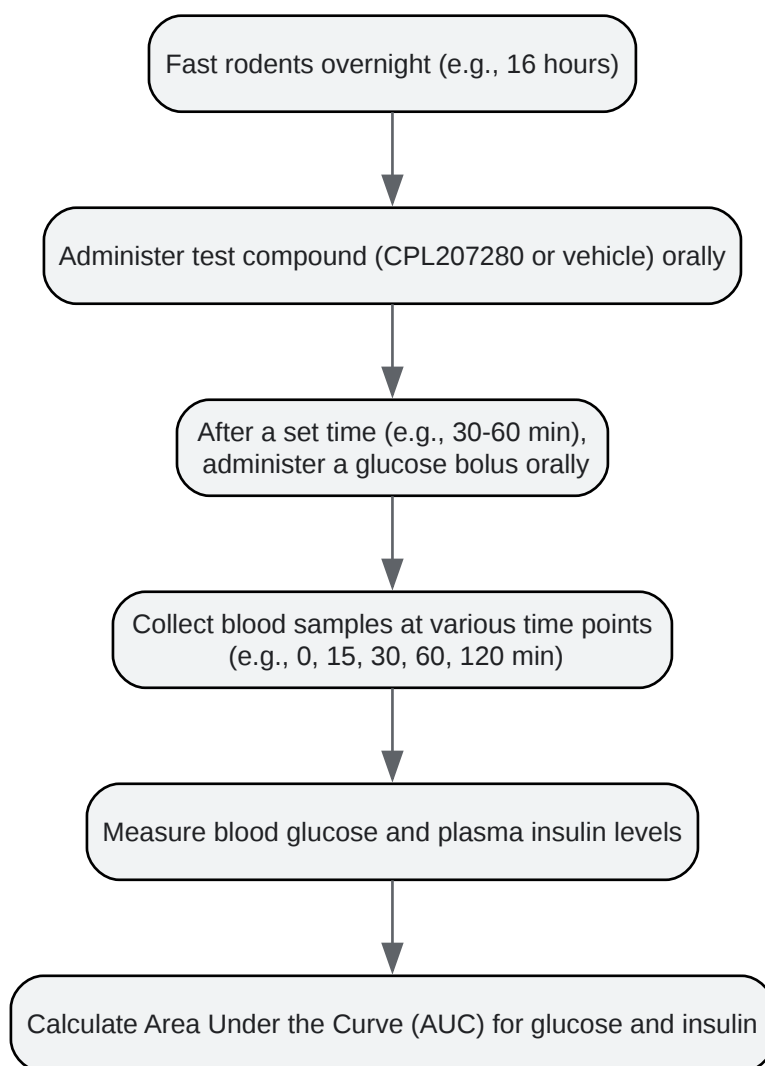 Fast rodents overnight (e.g., 16 hours)
Administer test compound (CPL207280 or vehicle) orally
After a set time (e.g., 30-60 min),
administer a glucose bolus orally
Collect blood samples at various time points
(e.g., 0, 15, 30, 60, 120 min)
Measure blood glucose and plasma insulin levels
Calculate Area Under the Curve (AUC) for glucose and insulin